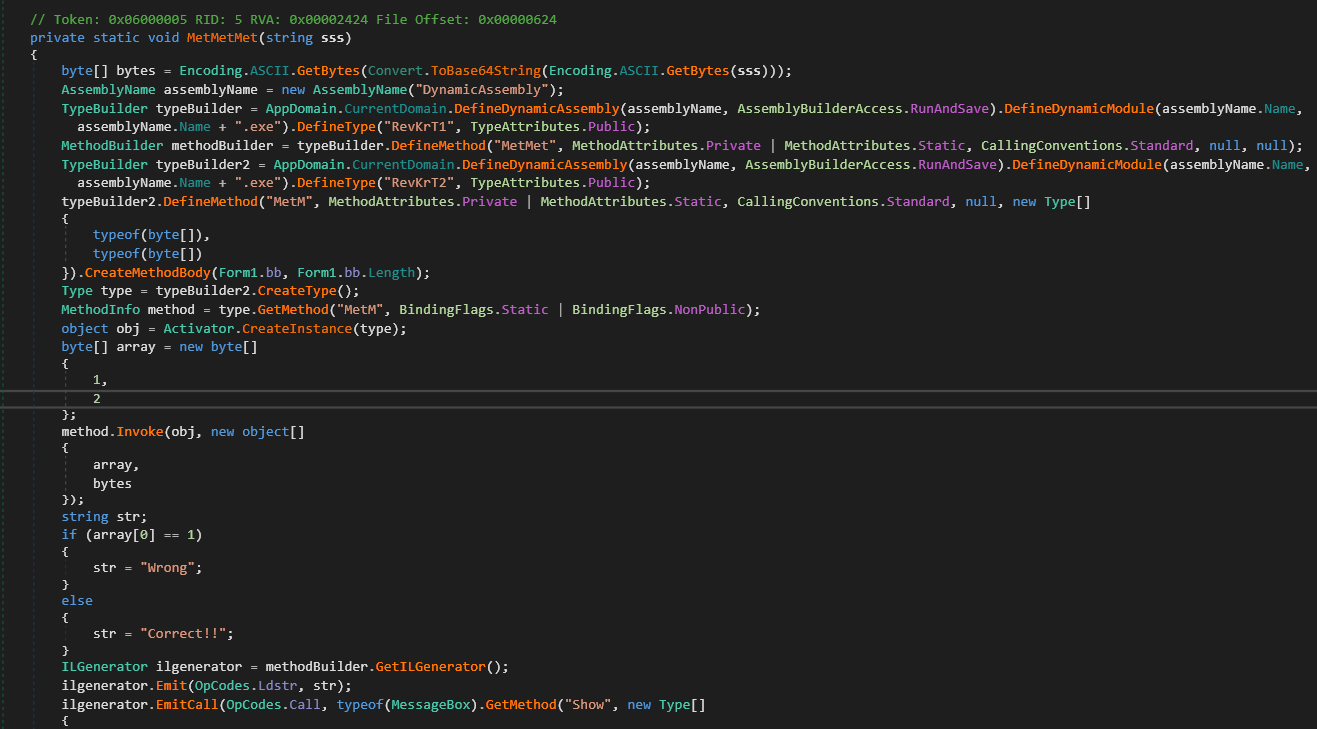 // Token: 0x06000005 RID: 5 RVA: 0x00002424 File Offset: 0x00000624
private static void MetMetMet(string sss)
{
byte[] bytes = Encoding.ASCII.GetBytes(Convert.ToBase64String(Encoding.ASCII.GetBytes(sss)));
AssemblyName assemblyName = new AssemblyName("DynamicAssembly");
TypeBuilder typeBuilder = AppDomain.CurrentDomain.DefineDynamicAssembly(assemblyName, AssemblyBuilderAccess.RunAndSave).DefineDynamicModule(assemblyName.Name,
assemblyName.Name + ".exe").DefineType("RevKrT1", TypeAttributes.Public);
MethodBuilder methodBuilder = typeBuilder.DefineMethod("MetMet", MethodAttributes.Private | MethodAttributes.Static, CallingConventions.Standard, null, null);
TypeBuilder typeBuilder2 = AppDomain.CurrentDomain.DefineDynamicAssembly(assemblyName, AssemblyBuilderAccess.RunAndSave).DefineDynamicModule(assemblyName.Name,
assemblyName.Name + ".exe").DefineType("RevKrT2", TypeAttributes.Public);
typeBuilder2.DefineMethod("MetM", MethodAttributes.Private | MethodAttributes.Static, CallingConventions.Standard, null, new Type[]
{
typeof(byte[]),
typeof(byte[])
}).CreateMethodBody(Form1.bb, Form1.bb.Length);
Type type = typeBuilder2.CreateType();
MethodInfo method = type.GetMethod("MetM", BindingFlags.Static | BindingFlags.NonPublic);
object obj = Activator.CreateInstance(type);
byte[] array = new byte[]
{
1,
2
};
method.Invoke(obj, new object[]
{
array,
bytes
});
string str;
if (array[0] == 1)
{
str = "Wrong";
}
else
{
str = "Correct!!";
}
ILGenerator ilgenerator = methodBuilder.GetILGenerator();
ilgenerator.Emit(OpCodes.Ldstr, str);
ilgenerator.EmitCall(OpCodes.Call, typeof(MessageBox).GetMethod("Show", new Type[]
{